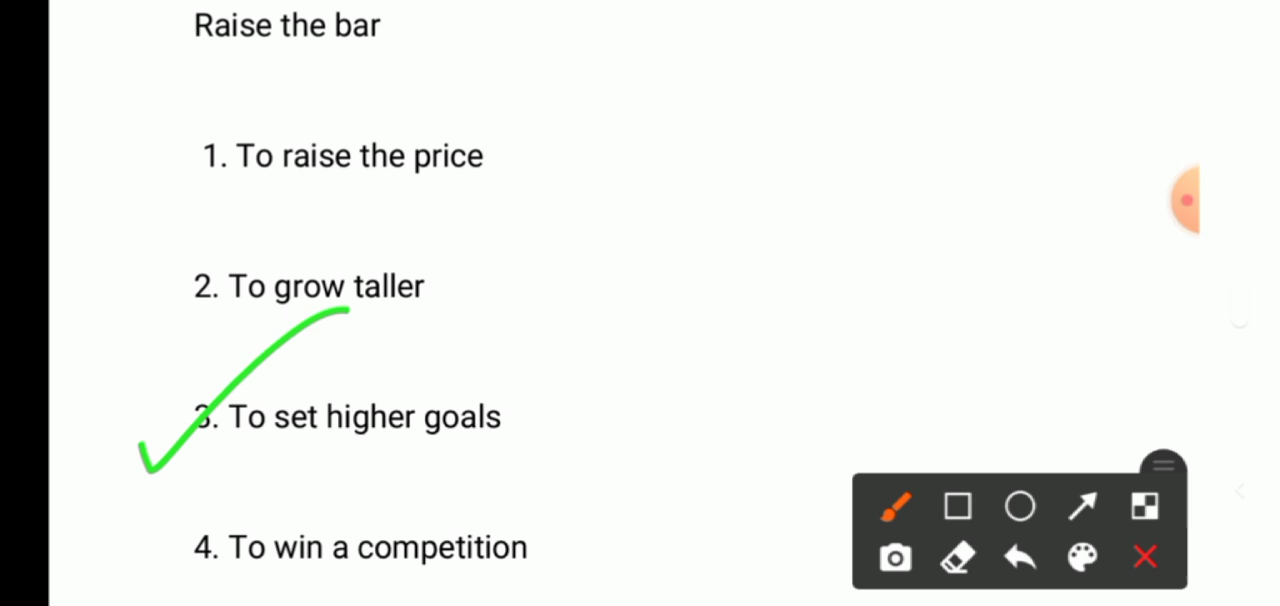 Raise the bar
1. To raise the price
2. To grow taller
3. To set higher goals
4. To win a competition